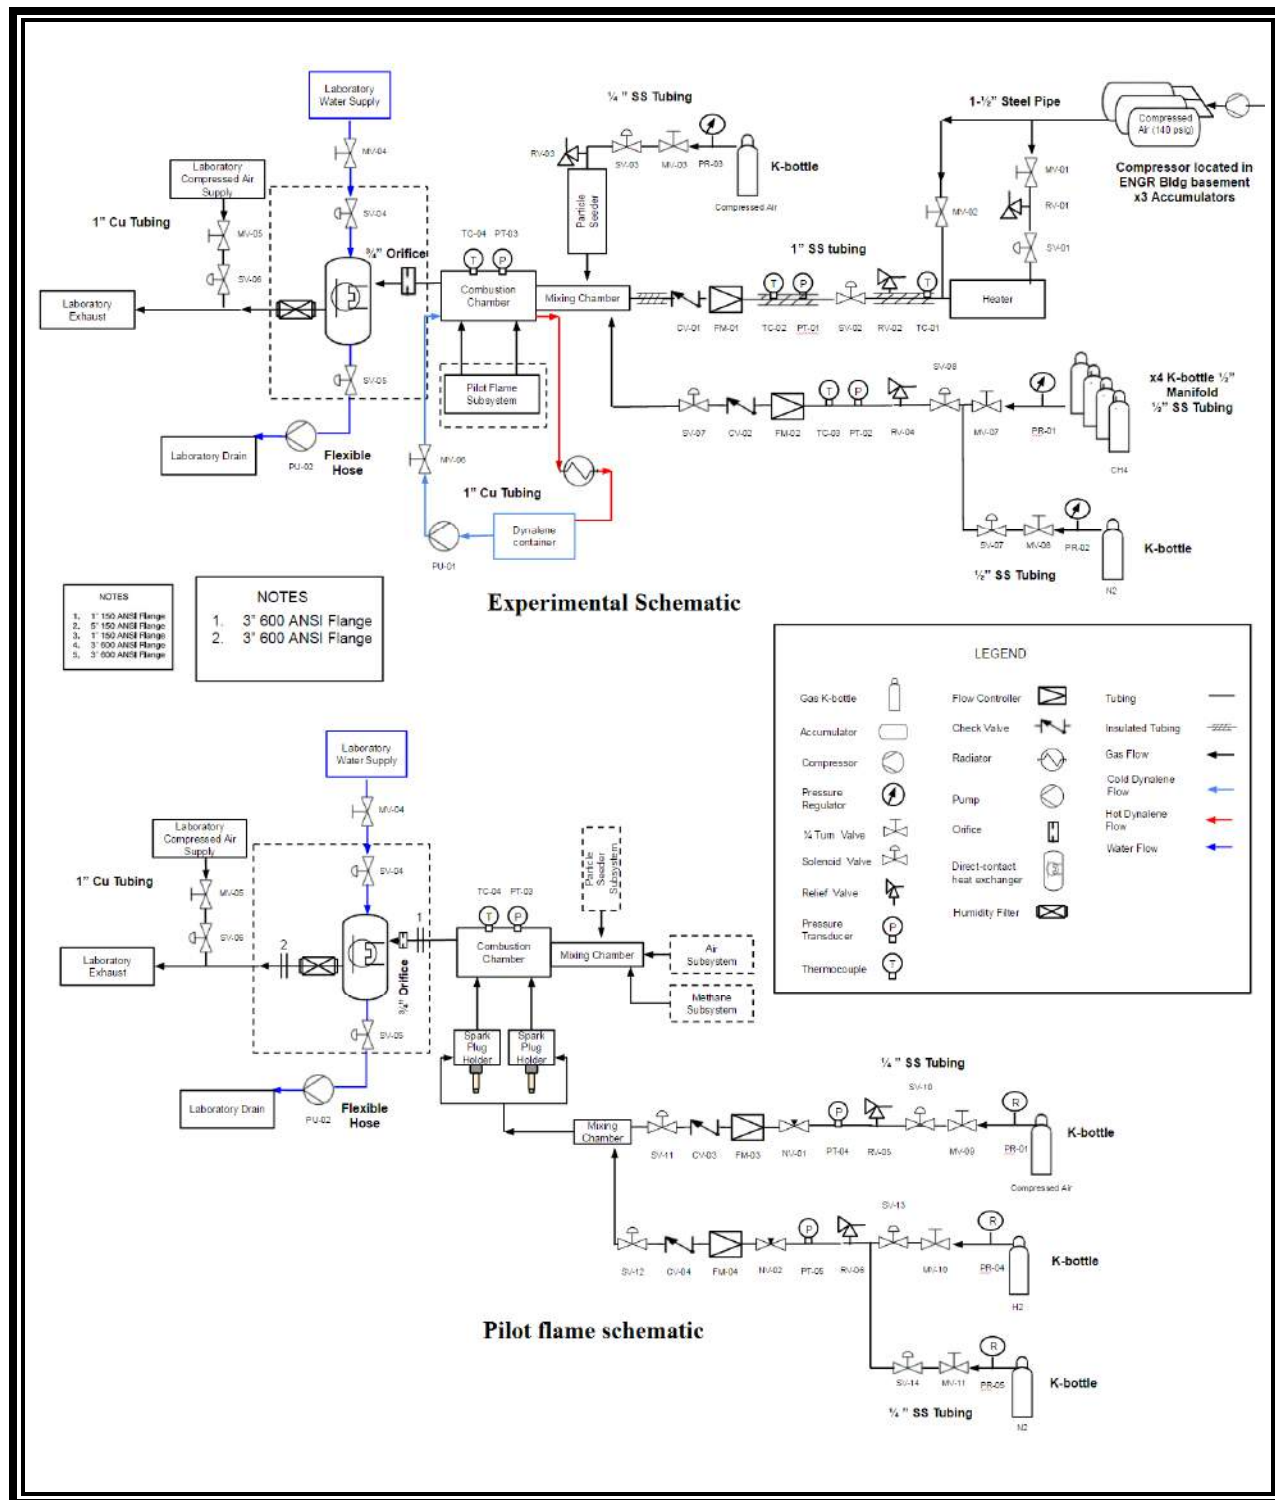 Laboratory
Water Supply
MV-04
Laboratory
Compressed Air
Supply
1" Cu Tubing
MV-05
SV-04
SV-06
¾" Orifice
Laboratory
Exhaust
SV-05
Laboratory Drain
PU-02
Flexible
Hose
TC-04
PT-03
Combustion
Chamber
Pilot Flame
Subsystem
MV-06
1" Cu Tubing
PU-01
Dynalene
container
¼ " SS Tubing
RV-03
SV-03
MV-03
PR-03
K-bottle
Compressed Air
Particle
Seeder
Mixing Chamber
1" SS tubing
CV-01
FM-01
TC-02
PT-01
SV-02
RV-02
TC-01
1-½" Steel Pipe
MV-02
MV-01
RV-01
SV-01
Heater
Compressed
Air (140 psig)
Compressor located in
ENGR Bldg basement
x3 Accumulators
SV-07
CV-02
FM-02
TC-03
PT-02
RV-04
SV-08
MV-07
PR-01
CH4
x4 K-bottle ½"
Manifold
½" SS Tubing
SV-07
MV-08
PR-02
N2
K-bottle
½" SS Tubing
Experimental Schematic
NOTES
1. 1" 150 ANSI Flange
2. 5" 150 ANSI Flange
3. 1" 150 ANSI Flange
4. 3" 600 ANSI Flange
5. 3" 600 ANSI Flange
NOTES
1. 3" 600 ANSI Flange
2. 3" 600 ANSI Flange
LEGEND
Gas K-bottle
Accumulator
Compressor
Pressure
Regulator
¼ Turn Valve
Solenoid Valve
Relief Valve
Pressure
Transducer
P
Thermocouple
T
Flow Controller
Check Valve
Radiator
Pump
Orifice
Direct-contact
heat exchanger
Humidity Filter
Tubing
Insulated Tubing
Gas Flow
Cold Dynalene
Flow
Hot Dynalene
Flow
Water Flow
Laboratory
Water Supply
MV-04
Laboratory
Compressed Air
Supply
1" Cu Tubing
MV-05
SV-04
SV-06
2
1
¾" Orifice
Laboratory
Exhaust
SV-05
Laboratory Drain
PU-02
Flexible
Hose
TC-04
PT-03
T
P
Combustion
Chamber
Mixing Chamber
Particle
Seeder
Subsystem
Air
Subsystem
Methane
Subsystem
Spark
Plug
Holder
Spark
Plug
Holder
Mixing
Chamber
¼ " SS Tubing
SV-11
CV-03
FM-03
NV-01
PT-04
RV-05
SV-10
MV-09
PR-01
R
K-bottle
Compressed Air
SV-12
CV-04
FM-04
NV-02
PT-05
RV-06
SV-13
MV-10
PR-04
R
K-bottle
H2
SV-14
MV-11
PR-05
R
K-bottle
N2
¼ " SS Tubing
Pilot flame schematic